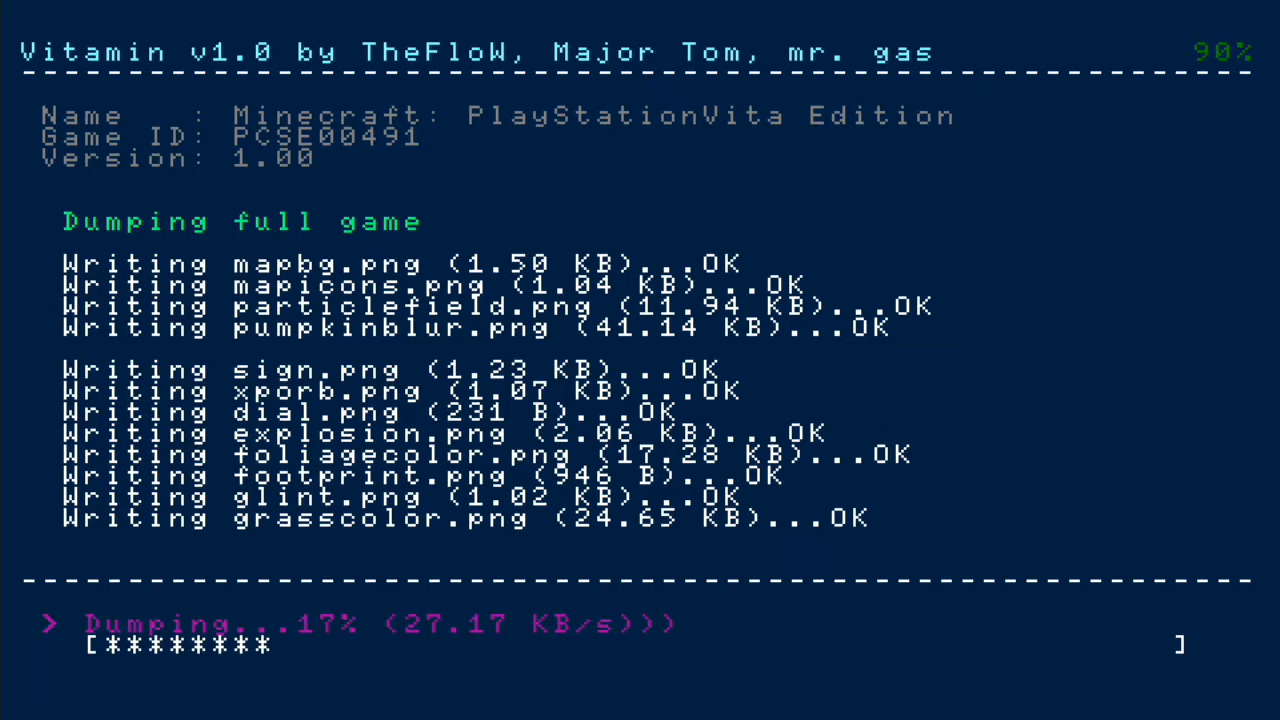 Vitamin v1.0 by TheFloW, Major Tom, mr. gas 90%
------------------------------------------------------------
Name   : Minecraft: PlayStationVita Edition
Game ID: PCSE00491
Version: 1.00
Dumping full game
Writing mapbg.png (1.50 KB)...OK
Writing mapicons.png (1.04 KB)...OK
Writing particlefield.png (11.94 KB)...OK
Writing pumpkinblur.png (41.14 KB)...OK
Writing sign.png (1.23 KB)...OK
Writing xporb.png (1.07 KB)...OK
Writing dial.png (231 B)...OK
Writing explosion.png (2.06 KB)...OK
Writing foliagecolor.png (17.28 KB)...OK
Writing footprint.png (946 B)...OK
Writing glint.png (1.02 KB)...OK
Writing grasscolor.png (24.65 KB)...OK
------------------------------------------------------------
> Dumping...17% (27.17 KB/s)))
[******** ]